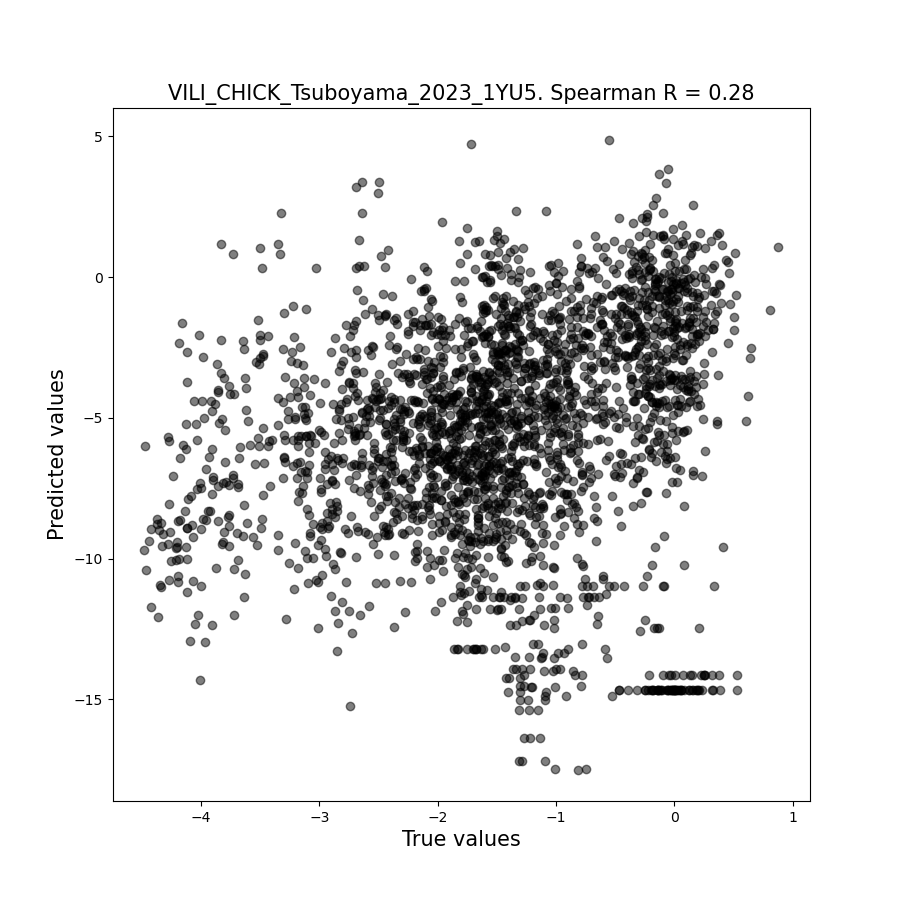 VILI_CHICK_Tsuboyama_2023_1YU5. Spearman R = 0.28
5
0
−5
−10
−15
Predicted values
−4 −3 −2 −1 0 1
True values